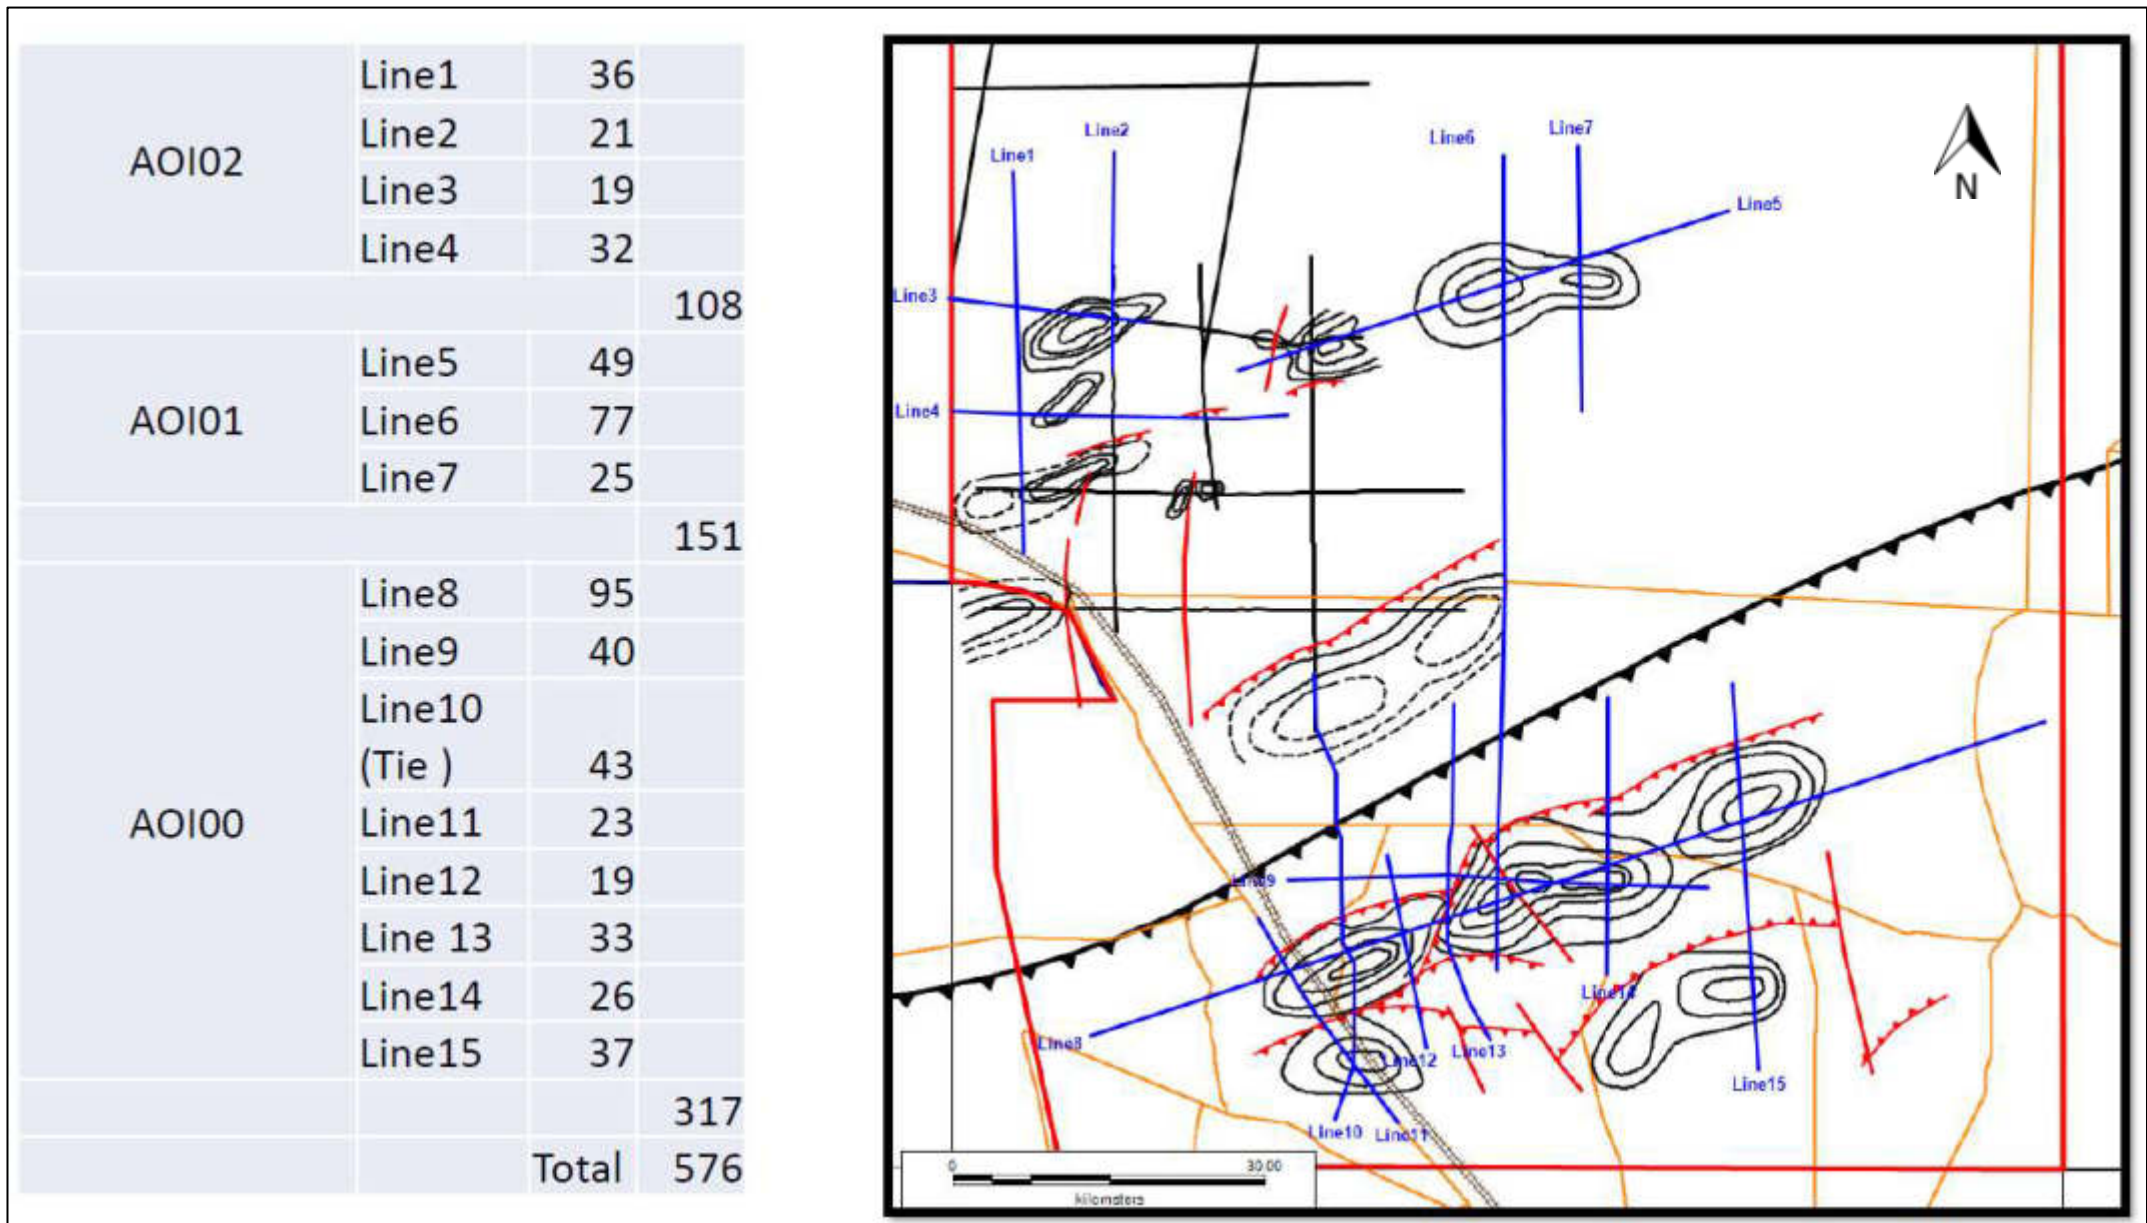 AOI02
Line1 36
Line2 21
Line3 19
Line4 32
108
AOI01
Line5 49
Line6 77
Line7 25
151
AOI00
Line8 95
Line9 40
Line10
(Tie ) 43
Line11 23
Line12 19
Line 13 33
Line14 26
Line15 37
317
Total 576
Line1
Line2
Line6
Line7
Line5
N
Line3
Line4
Line9
Line8
Line14
Line12
Line13
Line15
Line10
Line11
0 30.00
kilometers